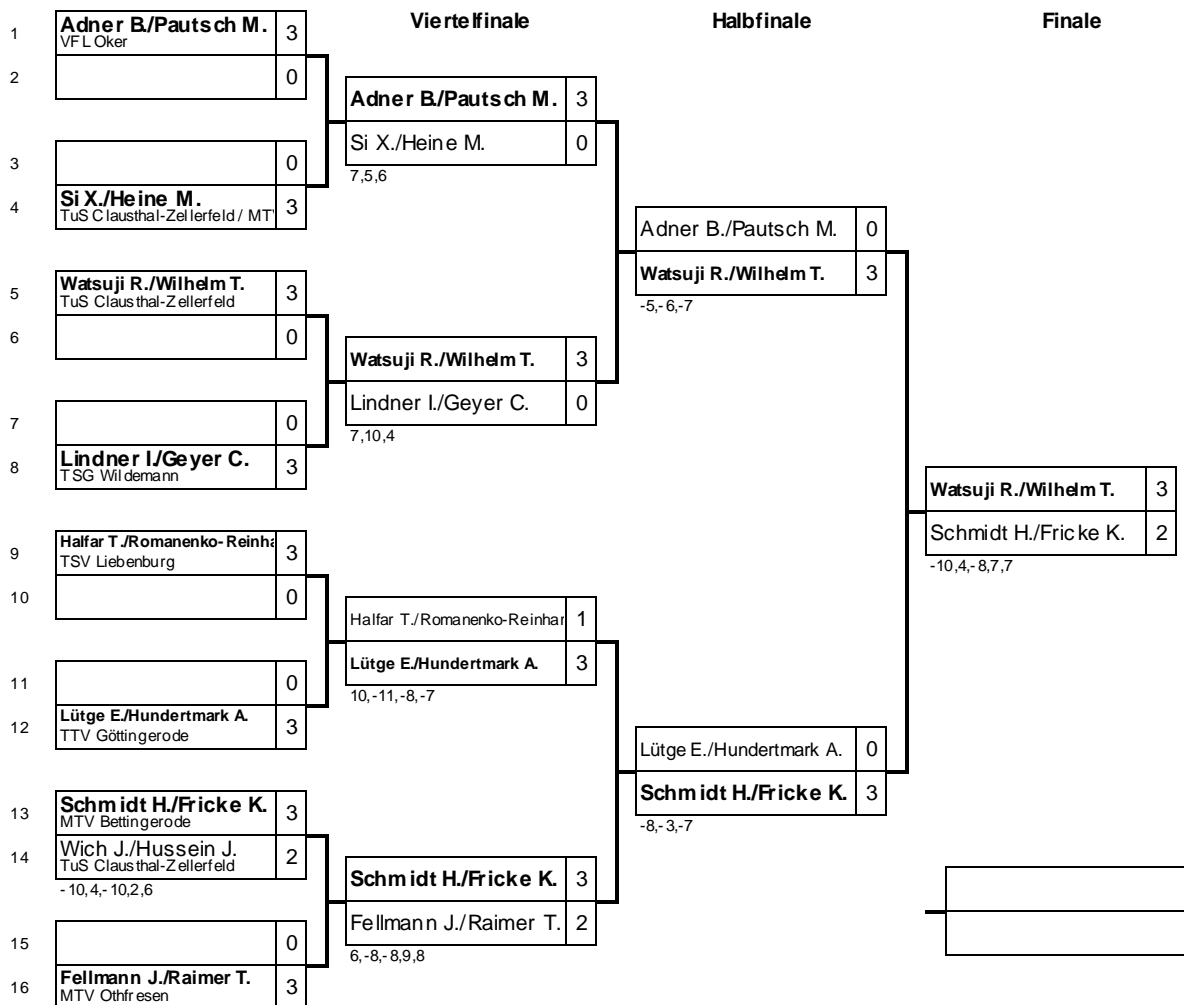 Viertelfinale Halbfinale Finale
1 Adner B./Pautsch M. 3
VFL Oker
2 0
3 0
4 Si X./Heine M. 3
TuS Clausthal-Zellerfeld / MTV
5 Watsuji R./Wilhelm T. 3
TuS Clausthal-Zellerfeld
6 0
7 0
8 Lindner I./Geyer C. 3
TSG Wildemann
9 Halfar T./Romanenko-Reinha 3
TSV Liebenburg
10 0
11 0
12 Lütge E./Hundertmark A. 3
TTV Göttingerode
13 Schmidt H./Fricke K. 3
MTV Bettingerode
14 Wich J./Hussein J. 2
TuS Clausthal-Zellerfeld
-10,4,-10,2,6
15 0
16 Fellmann J./Raimer T. 3
MTV Othfresen
Adner B./Pautsch M. 3
Si X./Heine M. 0
7,5,6
Watsuji R./Wilhelm T. 3
Lindner I./Geyer C. 0
7,10,4
Halfar T./Romanenko-Reinhar 1
Lütge E./Hundertmark A. 3
10,-11,-8,-7
Schmidt H./Fricke K. 3
Fellmann J./Raimer T. 2
6,-8,-8,9,8
Adner B./Pautsch M. 0
Watsuji R./Wilhelm T. 3
-5,-6,-7
Lütge E./Hundertmark A. 0
Schmidt H./Fricke K. 3
-8,-3,-7
Watsuji R./Wilhelm T. 3
Schmidt H./Fricke K. 2
-10,4,-8,7,7